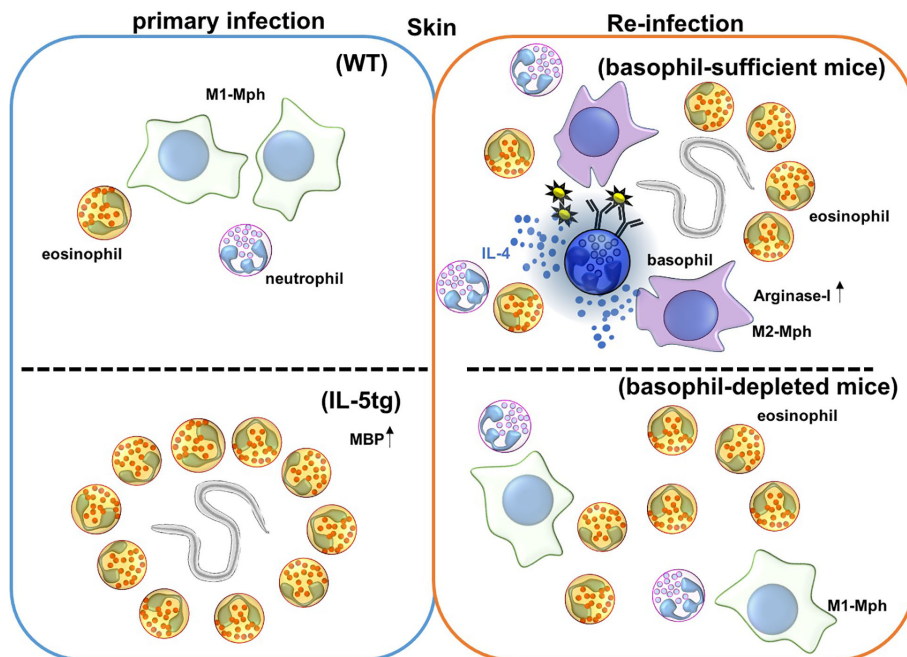 primary infection
Skin
Re-infection
(WT)
M1-Mph
eosinophil
neutrophil
(basophil-sufficient mice)
eosinophil
IL-4
basophil
Arginase-I ↑
M2-Mph
(IL-5tg)
MBP ↑
(basophil-depleted mice)
eosinophil
M1-Mph